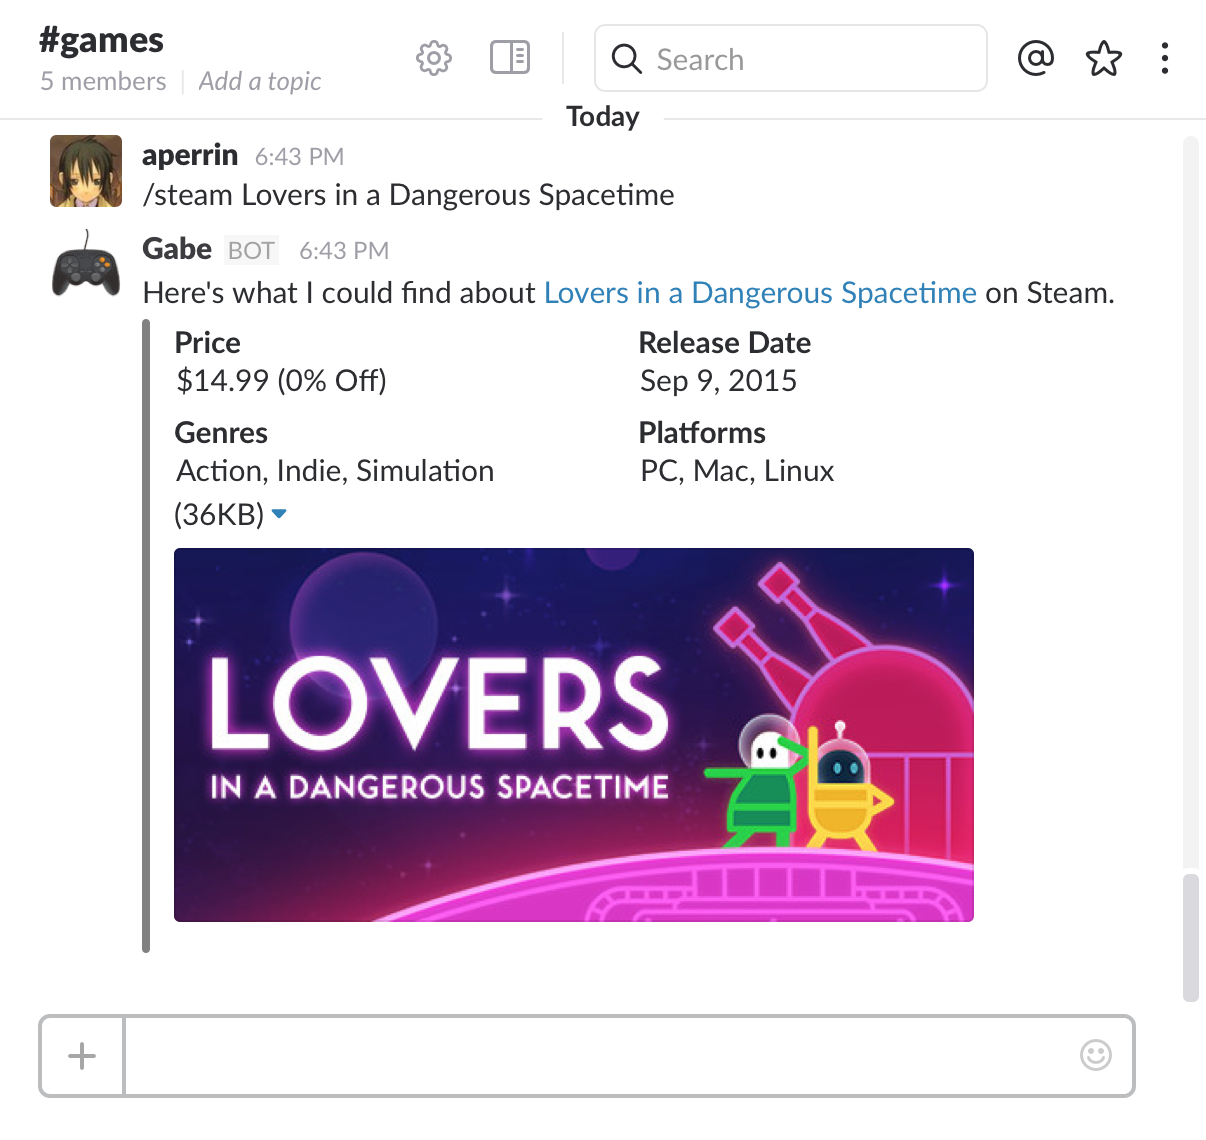 #games
5 members
Add a topic
Search
@
Today
aperrin 6:43 PM
/steam Lovers in a Dangerous Spacetime
Gabe BOT 6:43 PM
Here's what I could find about Lovers in a Dangerous Spacetime on Steam.
Price
$14.99 (0% Off)
Release Date
Sep 9, 2015
Genres
Action, Indie, Simulation
Platforms
PC, Mac, Linux
(36KB)
LOVERS
IN A DANGEROUS SPACETIME